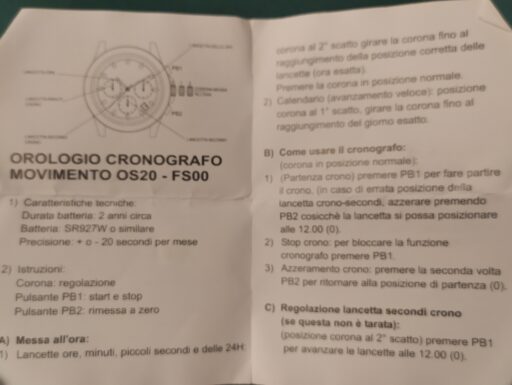 PB1
PB2
OROLOGIO CRONOGRAFO
MOVIMENTO OS20 - FS00
1) Caratteristiche tecniche:
Durata batteria: 2 anni circa
Batteria: SR927W o similare
Precisione: + o - 20 secondi per mese
2) Istruzioni:
Corona: regolazione
Pulsante PB1: start e stop
Pulsante PB2: rimessa a zero
A) Messa all'ora:
1) Lancette ore, minuti, piccoli secondi e delle 24H:
corona al 2° scatto girare la corona fino al
raggiungimento della posizione corretta delle
lancette (ora esatta).
Premere la corona in posizione normale.
2) Calendario (avanzamento veloce): posizione
corona al 1° scatto, girare la corona fino al
raggiungimento del giorno esatto.
B) Come usare il cronografo:
(corona in posizione normale):
1) (Partenza crono) premere PB1 per fare partire
il crono. (in caso di errata posizione della
lancetta crono-secondi, azzerare premendo
PB2 cosicchè la lancetta si possa posizionare
alle 12.00 (0).
2) Stop crono: per bloccare la funzione
cronografo premere PB1.
3) Azzeramento crono: premere la seconda volta
PB2 per ritornare alla posizione di partenza (0).
C) Regolazione lancetta secondi crono
(se questa non è tarata):
(posizione corona al 2° scatto) premere PB1
per avanzare le lancette alle 12.00 (0).